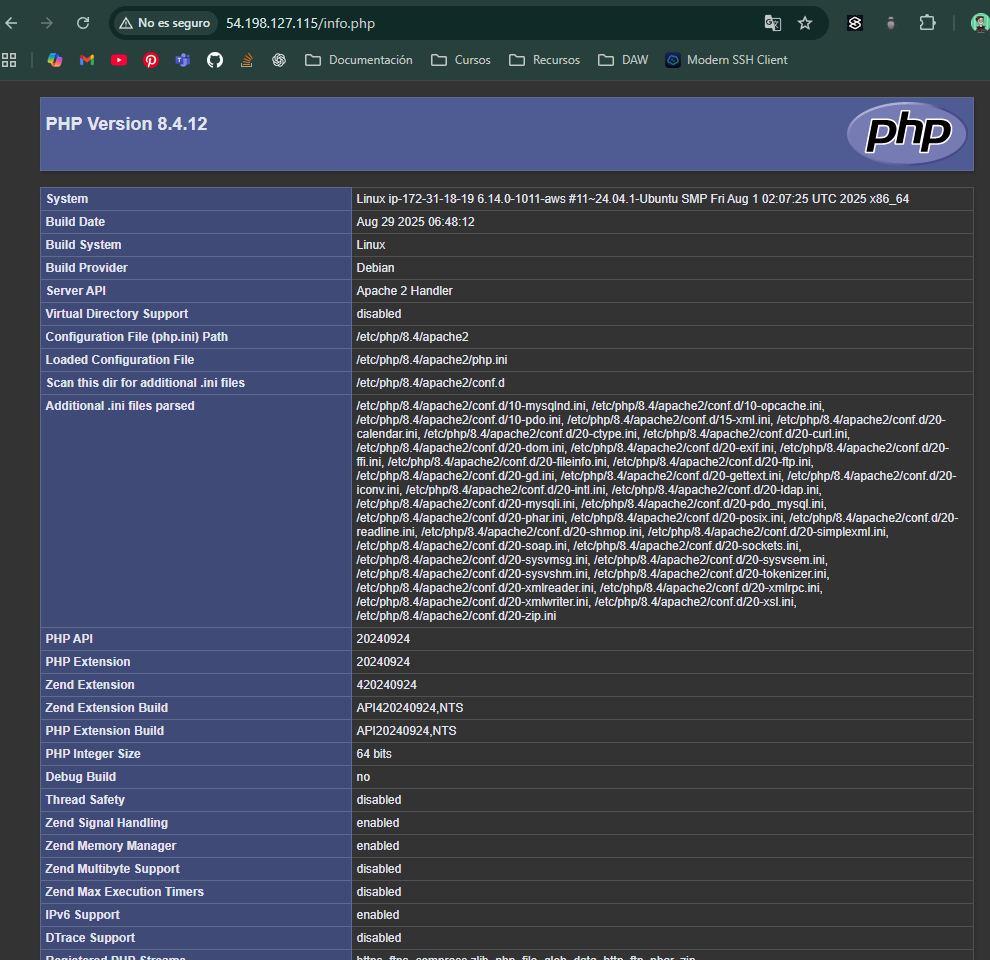 No es seguro 54.198.127.115/info.php
Documentación Cursos Recursos DAW Modern SSH Client
PHP Version 8.4.12
php
System Linux ip-172-31-18-19 6.14.0-1011-aws #11~24.04.1-Ubuntu SMP Fri Aug 1 02:07:25 UTC 2025 x86_64
Build Date Aug 29 2025 06:48:12
Build System Linux
Build Provider Debian
Server API Apache 2 Handler
Virtual Directory Support disabled
Configuration File (php.ini) Path /etc/php/8.4/apache2
Loaded Configuration File /etc/php/8.4/apache2/php.ini
Scan this dir for additional .ini files /etc/php/8.4/apache2/conf.d
Additional .ini files parsed /etc/php/8.4/apache2/conf.d/10-mysqlnd.ini, /etc/php/8.4/apache2/conf.d/10-opcache.ini,
/etc/php/8.4/apache2/conf.d/10-pdo.ini, /etc/php/8.4/apache2/conf.d/15-xml.ini, /etc/php/8.4/apache2/conf.d/20-
calendar.ini, /etc/php/8.4/apache2/conf.d/20-ctype.ini, /etc/php/8.4/apache2/conf.d/20-curl.ini,
/etc/php/8.4/apache2/conf.d/20-dom.ini, /etc/php/8.4/apache2/conf.d/20-exif.ini, /etc/php/8.4/apache2/conf.d/20-
ffi.ini, /etc/php/8.4/apache2/conf.d/20-fileinfo.ini, /etc/php/8.4/apache2/conf.d/20-ftp.ini,
/etc/php/8.4/apache2/conf.d/20-gd.ini, /etc/php/8.4/apache2/conf.d/20-gettext.ini, /etc/php/8.4/apache2/conf.d/20-
iconv.ini, /etc/php/8.4/apache2/conf.d/20-intl.ini, /etc/php/8.4/apache2/conf.d/20-ldap.ini,
/etc/php/8.4/apache2/conf.d/20-mysqli.ini, /etc/php/8.4/apache2/conf.d/20-pdo_mysql.ini,
/etc/php/8.4/apache2/conf.d/20-phar.ini, /etc/php/8.4/apache2/conf.d/20-posix.ini, /etc/php/8.4/apache2/conf.d/20-
readline.ini, /etc/php/8.4/apache2/conf.d/20-shmop.ini, /etc/php/8.4/apache2/conf.d/20-simplexml.ini,
/etc/php/8.4/apache2/conf.d/20-soap.ini, /etc/php/8.4/apache2/conf.d/20-sockets.ini,
/etc/php/8.4/apache2/conf.d/20-sysvmsg.ini, /etc/php/8.4/apache2/conf.d/20-sysvsem.ini,
/etc/php/8.4/apache2/conf.d/20-sysvshm.ini, /etc/php/8.4/apache2/conf.d/20-tokenizer.ini,
/etc/php/8.4/apache2/conf.d/20-xmlreader.ini, /etc/php/8.4/apache2/conf.d/20-xmlrpc.ini,
/etc/php/8.4/apache2/conf.d/20-xmlwriter.ini, /etc/php/8.4/apache2/conf.d/20-xsl.ini,
/etc/php/8.4/apache2/conf.d/20-zip.ini
PHP API 20240924
PHP Extension 20240924
Zend Extension 420240924
Zend Extension Build API420240924,NTS
PHP Extension Build API20240924,NTS
PHP Integer Size 64 bits
Debug Build no
Thread Safety disabled
Zend Signal Handling enabled
Zend Memory Manager enabled
Zend Multibyte Support disabled
Zend Max Execution Timers disabled
IPv6 Support enabled
DTrace Support disabled
Registered PHP Streams https, ftps, compress.zlib, php, file, glob, data, http, ftp, phar, zip